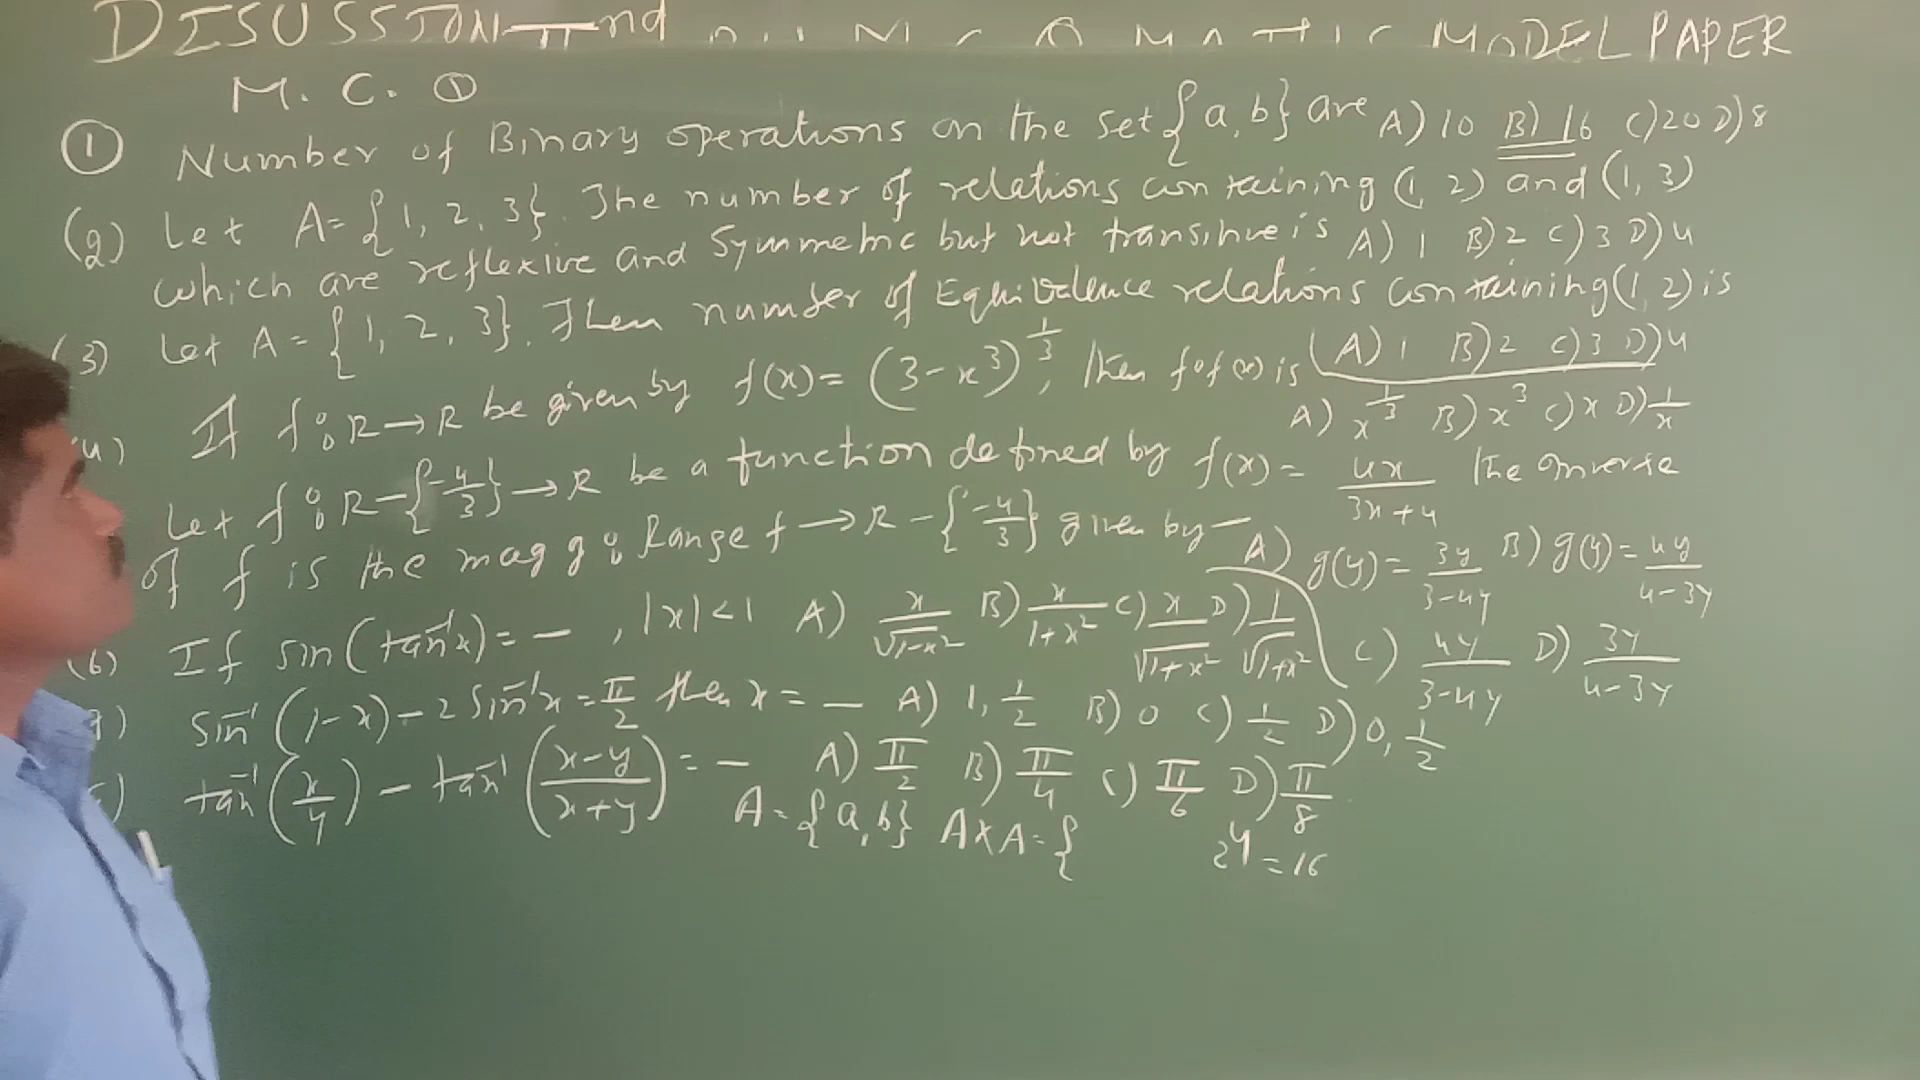 DISUSSION IInd MODEL PAPER
M. C. Q
① Number of Binary operations on the set {a, b} are A) 10 B) 16 C) 20 D) 8
(2) Let A = {1, 2, 3}. The number of relations containing (1, 2) and (1, 3)
which are reflexive and Symmetric but not transitive is A) 1 B) 2 C) 3 D) 4
(3) Let A = {1, 2, 3}. Then number of Equivalence relations containing (1, 2) is
(A) 1 B) 2 C) 3 D) 4
4) If f: R → R be given by f(x) = (3 - x³)^{1/3}, then fof(x) is
A) x^{1/3} B) x³ C) x D) 1/x
Let f: R - {-4/3} → R be a function defined by f(x) = 4x/(3x+4) The Inverse
of f is the map g: Range f → R - {-4/3} given by - A) g(y) = 3y/(3-4y) B) g(y) = 4y/(4-3y)
C) 4y/(3-4y) D) 3y/(4-3y)
(6) If sin(tan⁻¹x) = — , |x| < 1 A) x/√(1-x²) B) x/(1+x²) C) x/√(1+x²) D) 1/√(1+x²)
7) Sin⁻¹(1-x) - 2 Sin⁻¹x = π/2 then x = — A) 1, 1/2 B) 0 C) 1/2 D) 0, 1/2
tan⁻¹(x/y) - tan⁻¹((x-y)/(x+y)) = — A) π/2 B) π/4 C) π/6 D) π/8
A = {a, b} A × A = { 2⁴ = 16